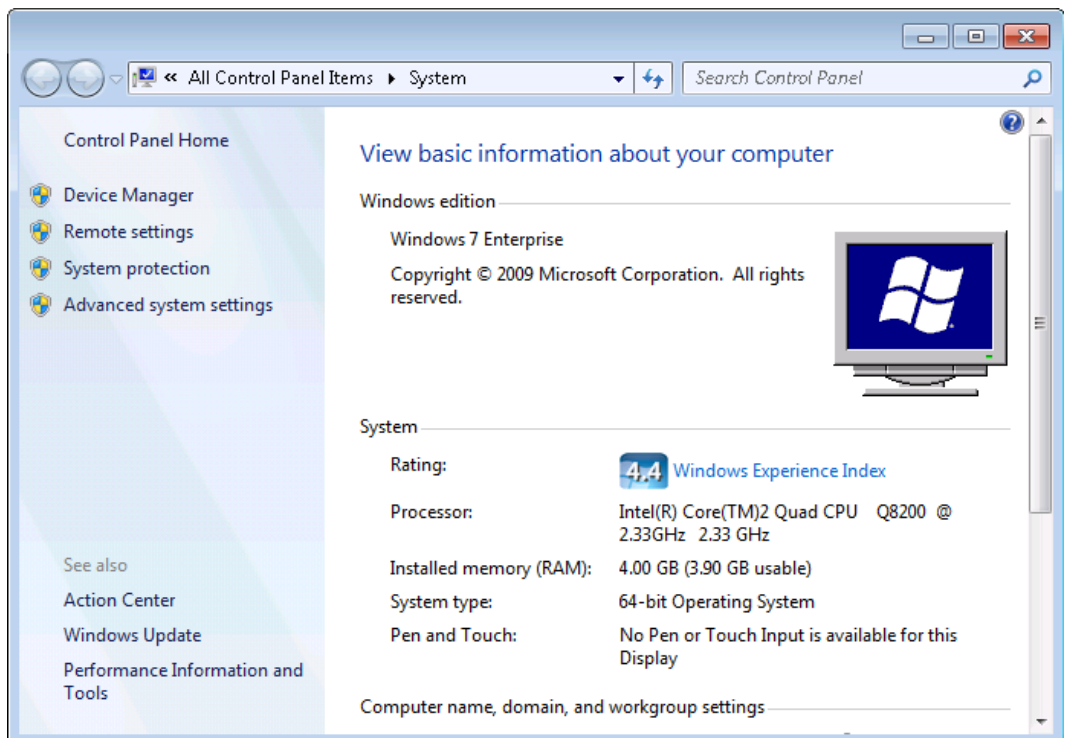 « All Control Panel Items ▸ System
Search Control Panel
Control Panel Home
Device Manager
Remote settings
System protection
Advanced system settings
See also
Action Center
Windows Update
Performance Information and
Tools
View basic information about your computer
Windows edition
Windows 7 Enterprise
Copyright © 2009 Microsoft Corporation. All rights
reserved.
System
Rating:
4.4 Windows Experience Index
Processor:
Intel(R) Core(TM)2 Quad CPU Q8200 @
2.33GHz 2.33 GHz
Installed memory (RAM):
4.00 GB (3.90 GB usable)
System type:
64-bit Operating System
Pen and Touch:
No Pen or Touch Input is available for this
Display
Computer name, domain, and workgroup settings